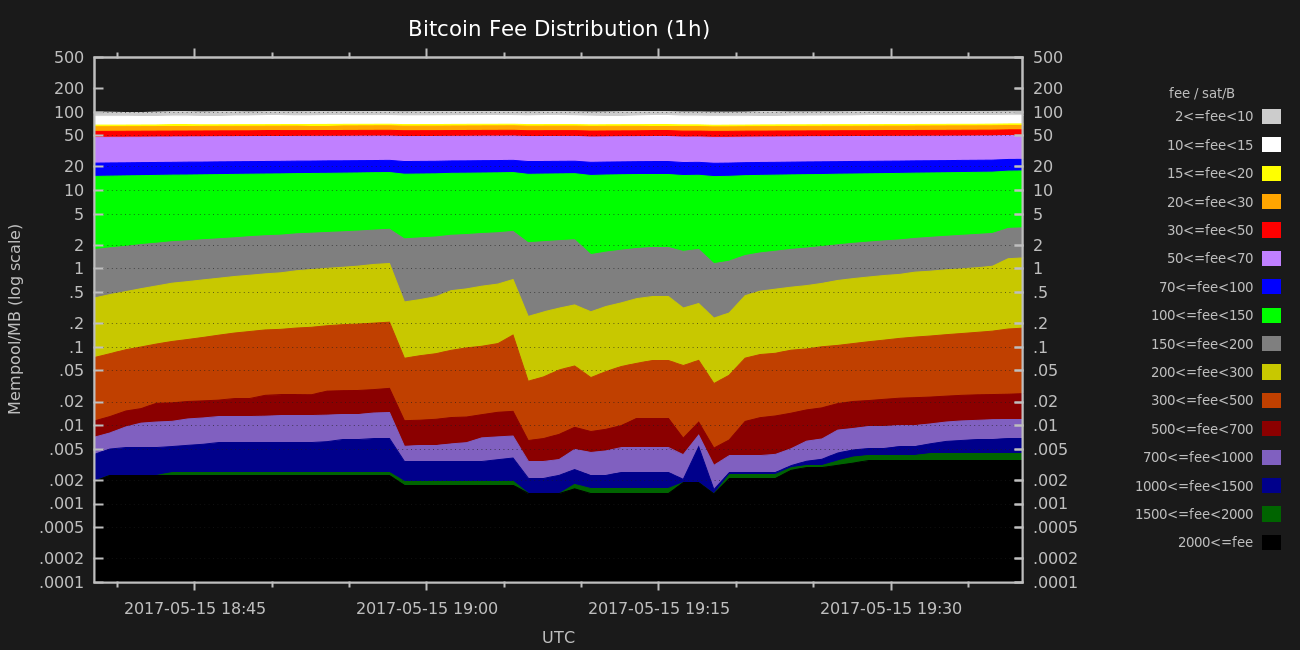 Bitcoin Fee Distribution (1h)
500
200
100
50
20
10
5
2
1
.5
.2
.1
.05
.02
.01
.005
.002
.001
.0005
.0002
.0001
Mempool/MB (log scale)
500
200
100
50
20
10
5
2
1
.5
.2
.1
.05
.02
.01
.005
.002
.001
.0005
.0002
.0001
2017-05-15 18:45
2017-05-15 19:00
2017-05-15 19:15
2017-05-15 19:30
UTC
fee / sat/B
2<=fee<10
10<=fee<15
15<=fee<20
20<=fee<30
30<=fee<50
50<=fee<70
70<=fee<100
100<=fee<150
150<=fee<200
200<=fee<300
300<=fee<500
500<=fee<700
700<=fee<1000
1000<=fee<1500
1500<=fee<2000
2000<=fee